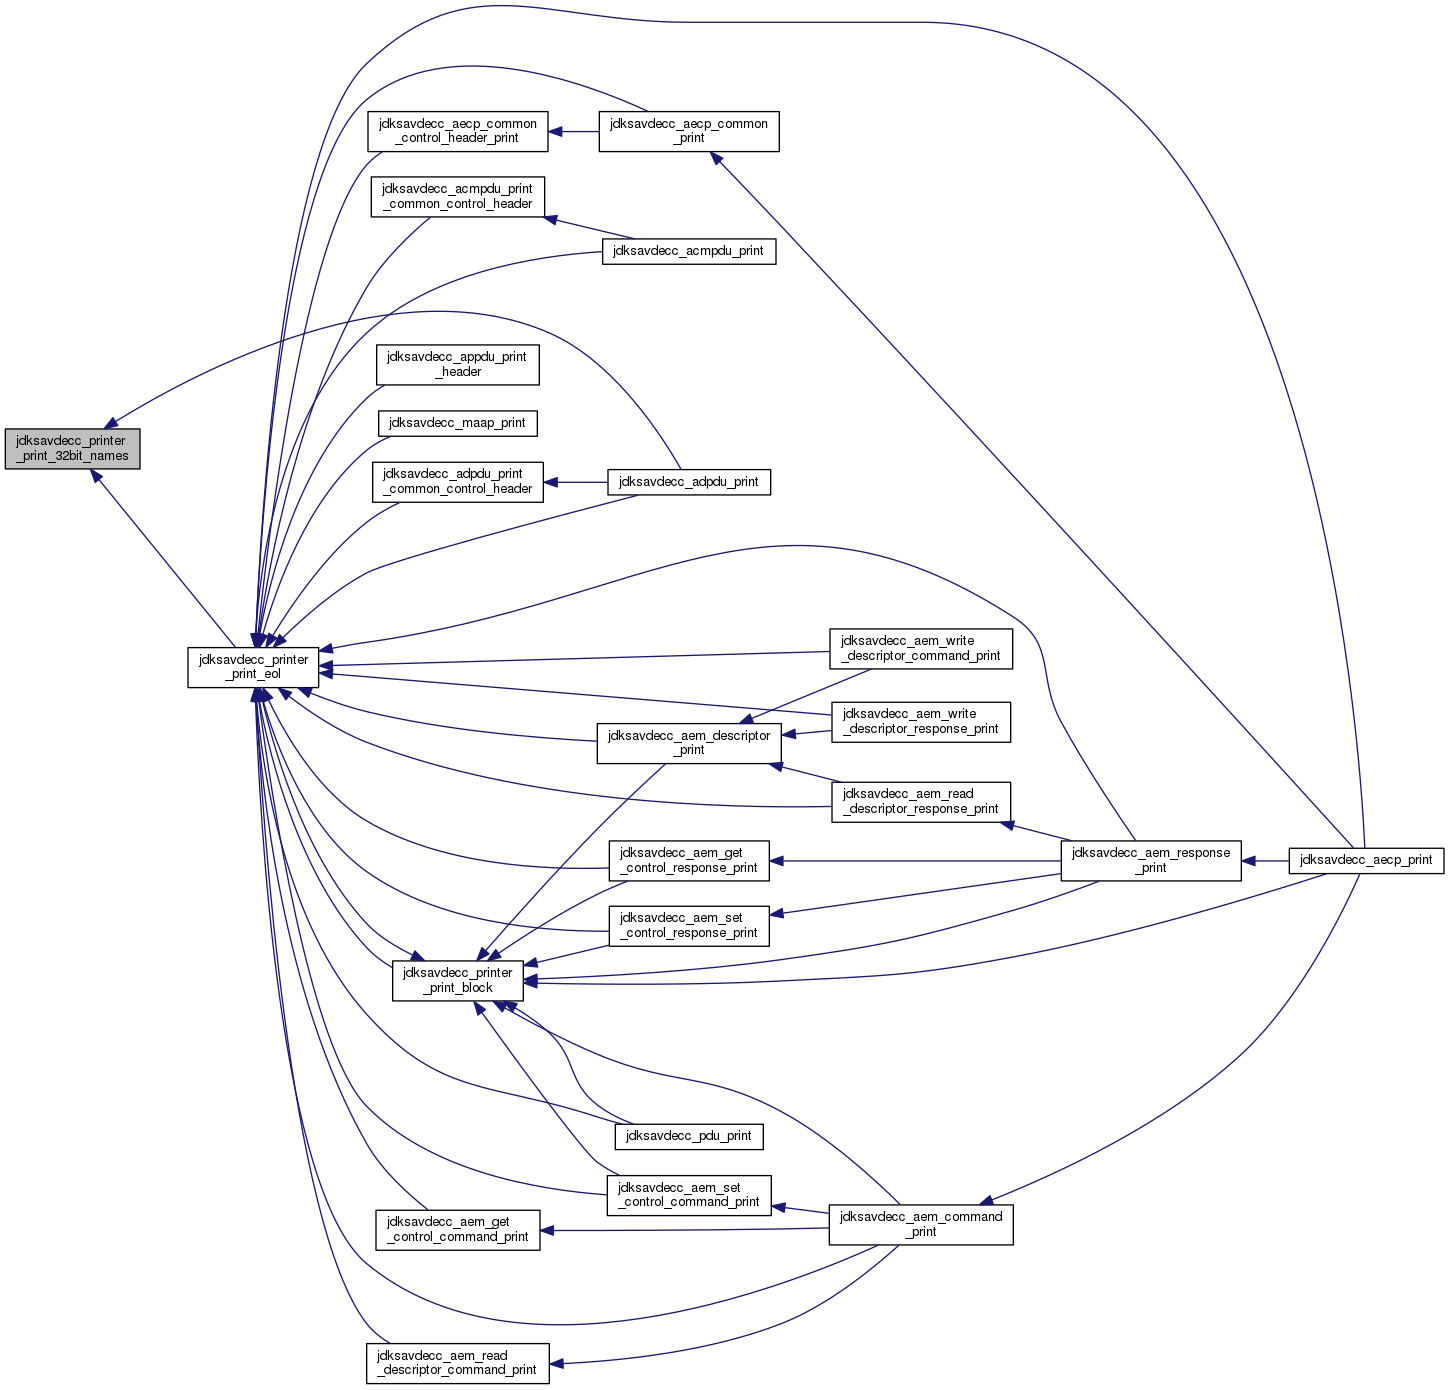 jdksavdecc_printer
_print_32bit_names
jdksavdecc_printer
_print_eol
jdksavdecc_aecp_common
_control_header_print
jdksavdecc_aecp_common
_print
jdksavdecc_acmpdu_print
_common_control_header
jdksavdecc_acmpdu_print
jdksavdecc_appdu_print
_header
jdksavdecc_maap_print
jdksavdecc_adpdu_print
_common_control_header
jdksavdecc_adpdu_print
jdksavdecc_aem_write
_descriptor_command_print
jdksavdecc_aem_write
_descriptor_response_print
jdksavdecc_aem_descriptor
_print
jdksavdecc_aem_read
_descriptor_response_print
jdksavdecc_aem_get
_control_response_print
jdksavdecc_aem_response
_print
jdksavdecc_aecp_print
jdksavdecc_aem_set
_control_response_print
jdksavdecc_printer
_print_block
jdksavdecc_pdu_print
jdksavdecc_aem_set
_control_command_print
jdksavdecc_aem_get
_control_command_print
jdksavdecc_aem_command
_print
jdksavdecc_aem_read
_descriptor_command_print